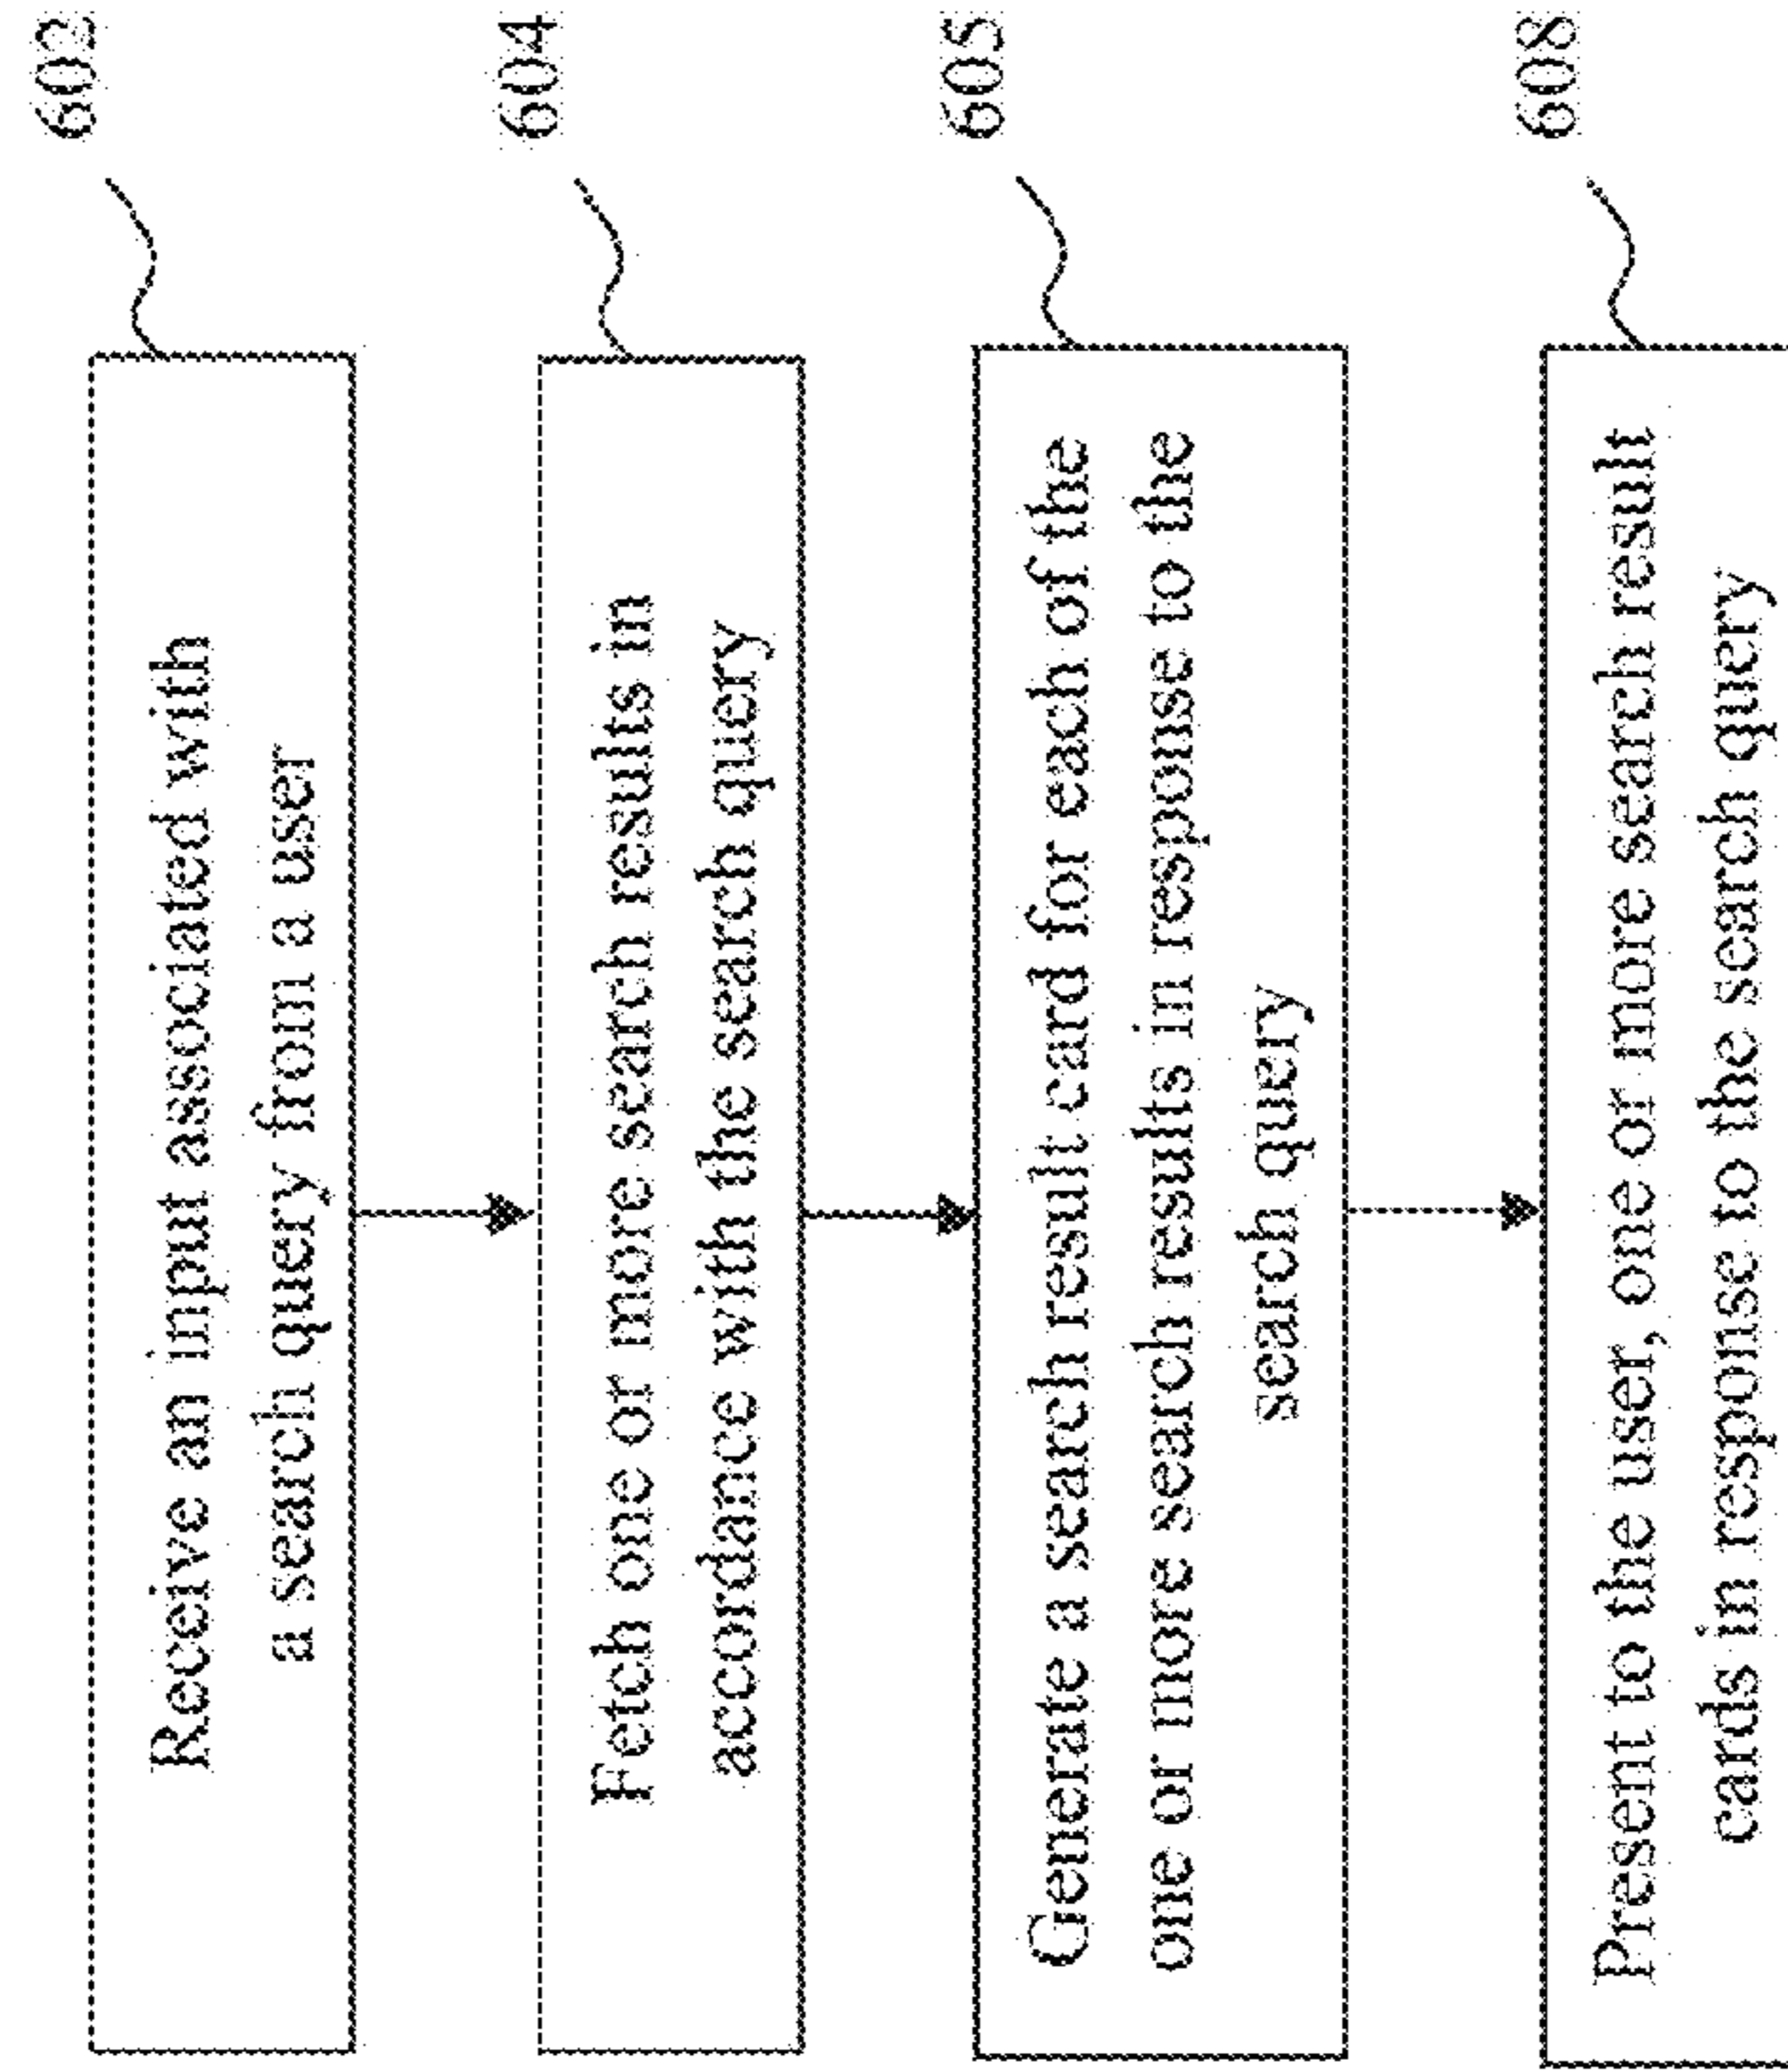 602
Receive an input associated with
a search query from a user
604
Fetch one or more search results in
accordance with the search query
605
Generate a search result card for each of the
one or more search results in response to the
search query
608
Present to the user, one or more search result
cards in response to the search query